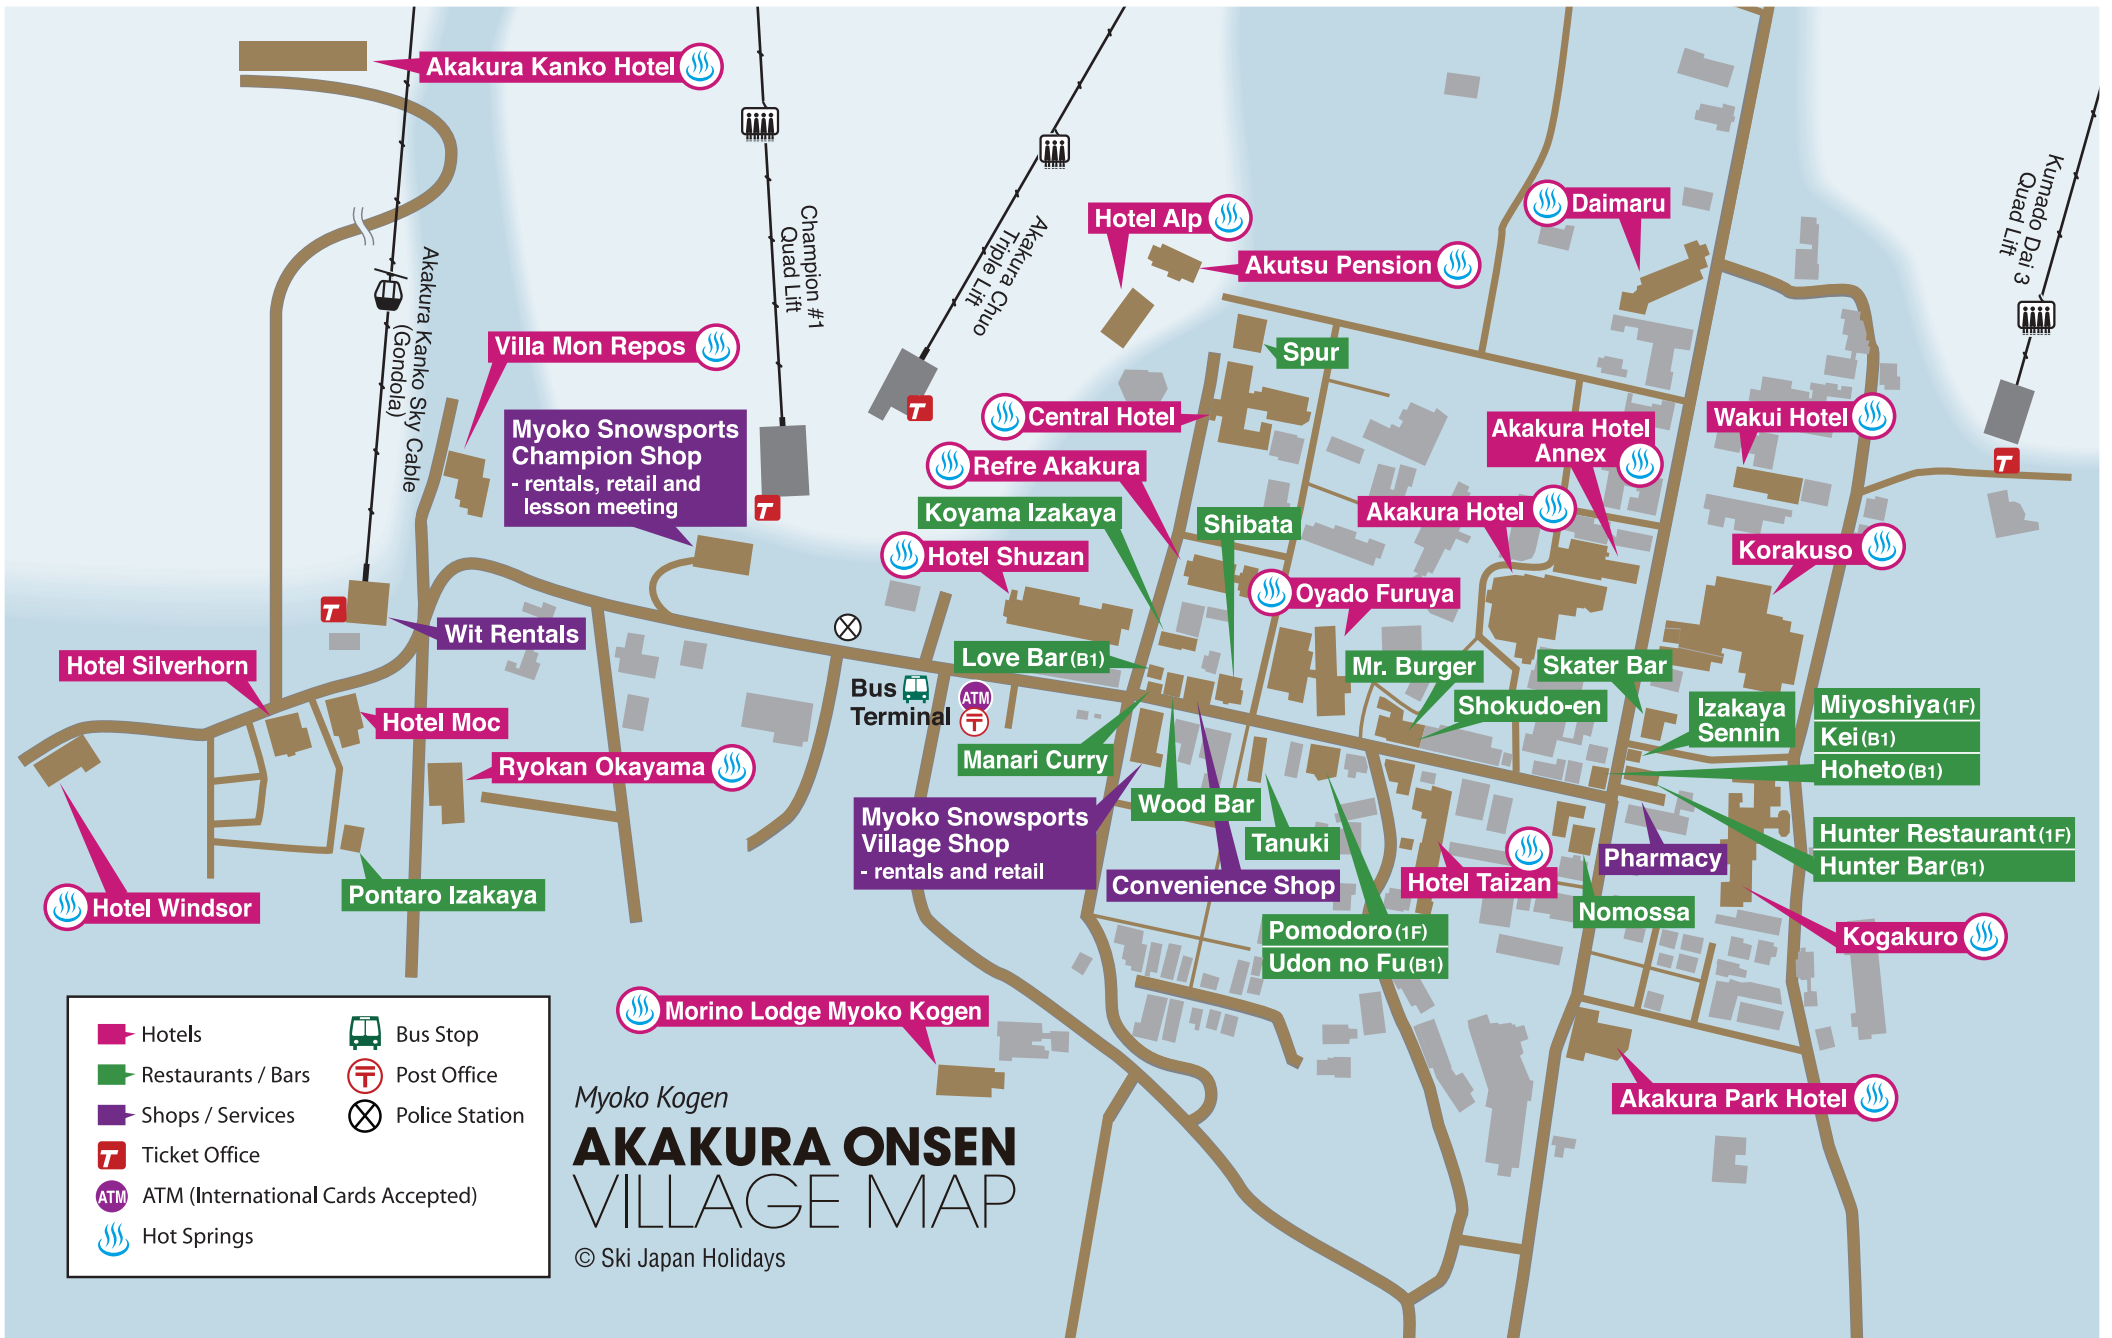 Akakura Kanko Hotel
Akakura Kanko Sky Cable
(Gondola)
Champion #1
Quad Lift
Akakura Chuo
Triple Lift
Kumado Dai 3
Quad Lift
Hotel Alp
Akutsu Pension
Daimaru
Villa Mon Repos
Spur
Myoko Snowsports
Champion Shop
- rentals, retail and
lesson meeting
T
T
T
T
Central Hotel
Refre Akakura
Koyama Izakaya
Shibata
Hotel Shuzan
Akakura Hotel
Annex
Akakura Hotel
Wakui Hotel
Korakuso
Oyado Furuya
Wit Rentals
Hotel Silverhorn
Hotel Moc
Ryokan Okayama
Hotel Windsor
Pontaro Izakaya
Love Bar (B1)
Bus
Terminal
ATM
〒
Manari Curry
Mr. Burger
Shokudo-en
Skater Bar
Izakaya
Sennin
Miyoshiya (1F)
Kei (B1)
Hoheto (B1)
Myoko Snowsports
Village Shop
- rentals and retail
Wood Bar
Tanuki
Convenience Shop
Pomodoro (1F)
Udon no Fu (B1)
Hotel Taizan
Pharmacy
Nomossa
Hunter Restaurant (1F)
Hunter Bar (B1)
Kogakuro
Morino Lodge Myoko Kogen
Akakura Park Hotel
Hotels
Restaurants / Bars
Shops / Services
T Ticket Office
ATM ATM (International Cards Accepted)
Hot Springs
Bus Stop
〒 Post Office
Police Station
Myoko Kogen
AKAKURA ONSEN
VILLAGE MAP
© Ski Japan Holidays